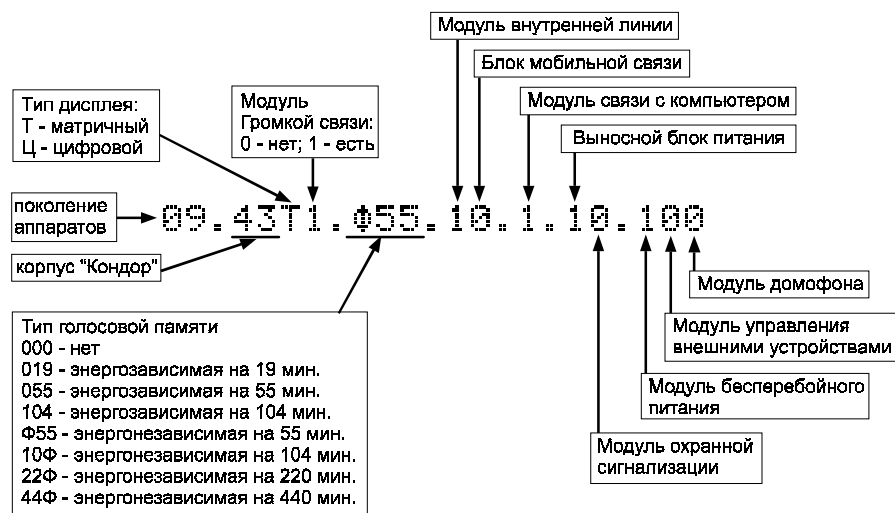 Модуль внутренней линии
Блок мобильной связи
Тип дисплея:
Т - матричный
Ц - цифровой
Модуль
Громкой связи:
0 - нет; 1 - есть
Модуль связи с компьютером
Выносной блок питания
поколение
аппаратов
09.43Т1.Ф55.10.1.10.100
корпус "Кондор"
Модуль домофона
Тип голосовой памяти
000 - нет
019 - энергозависимая на 19 мин.
055 - энергозависимая на 55 мин.
104 - энергозависимая на 104 мин.
Ф55 - энергонезависимая на 55 мин.
10Ф - энергонезависимая на 104 мин.
22Ф - энергонезависимая на 220 мин.
44Ф - энергонезависимая на 440 мин.
Модуль управления
внешними устройствами
Модуль бесперебойного
питания
Модуль охранной
сигнализации